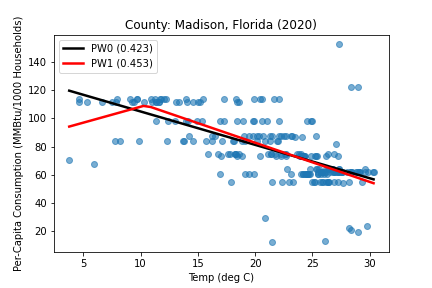 County: Madison, Florida (2020)
PW0 (0.423)
PW1 (0.453)
Per-Capita Consumption (MMBtu/1000 Households)
140
120
100
80
60
40
20
5 10 15 20 25 30
Temp (deg C)